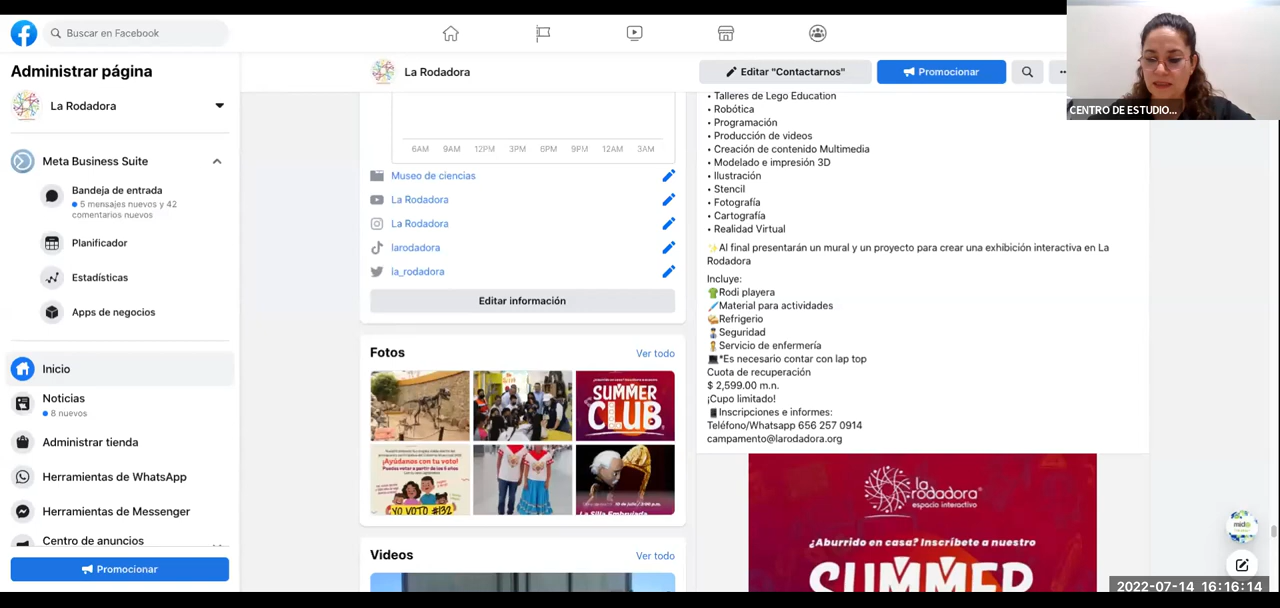 Buscar en Facebook
Administrar página
La Rodadora
Meta Business Suite
Bandeja de entrada
5 mensajes nuevos y 42
comentarios nuevos
Planificador
Estadísticas
Apps de negocios
Inicio
Noticias
8 nuevos
Administrar tienda
Herramientas de WhatsApp
Herramientas de Messenger
Centro de anuncios
Promocionar
La Rodadora
Editar "Contactarnos"
Promocionar
CENTRO DE ESTUDIO...
6AM 9AM 12PM 3PM 6PM 9PM 12AM 3AM
Museo de ciencias
La Rodadora
La Rodadora
larodadora
la_rodadora
Editar información
Fotos
Ver todo
SUMMER
CLUB
¡Ayúdanos con tu voto!
YO VOTO #132
La Silla Embrujada
Videos
Ver todo
• Talleres de Lego Education
• Robótica
• Programación
• Producción de videos
• Creación de contenido Multimedia
• Modelado e impresión 3D
• Ilustración
• Stencil
• Fotografía
• Cartografía
• Realidad Virtual
✨Al final presentarán un mural y un proyecto para crear una exhibición interactiva en La
Rodadora
Incluye:
Rodi playera
Material para actividades
Refrigerio
Seguridad
Servicio de enfermería
*Es necesario contar con lap top
Cuota de recuperación
$ 2,599.00 m.n.
¡Cupo limitado!
Inscripciones e informes:
Teléfono/Whatsapp 656 257 0914
campamento@larodadora.org
la rodadora
espacio interactivo
¿Aburrido en casa? Inscríbete a nuestro
SUMMER
mido
2022-07-14 16:16:14